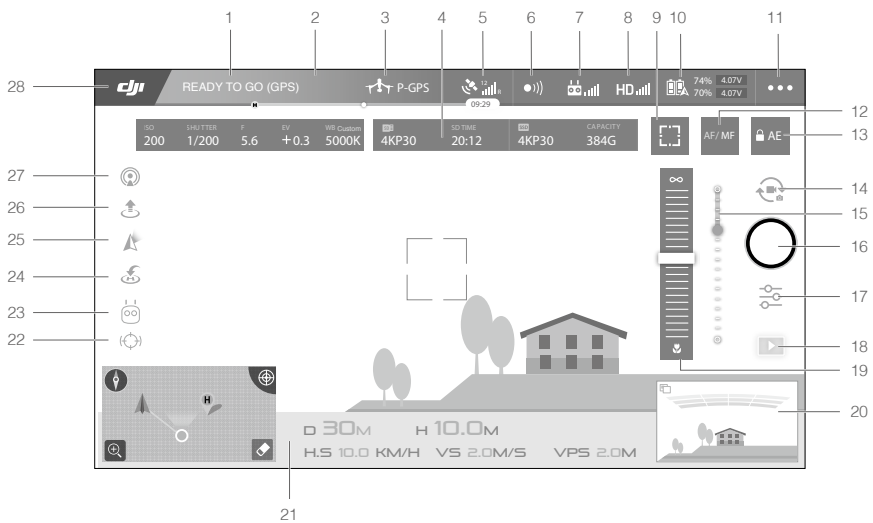 1 2 3 4 5 6 7 8 9 10 11
28 dji READY TO GO (GPS) P-GPS 12 R HD 74% 4.07V
70% 4.07V
H 09:29
12
ISO SHUTTER F EV WB Custom SD TIME CAPACITY
200 1/200 5.6 +0.3 5000K 4KP30 20:12 4KP30 384G AF/ MF AE 13
27 ∞ 14
26 15
25 16
24
23 17
22 18
19
H 20
D 30M H 10.0M
H.S 10.0 KM/H VS 2.0M/S VPS 2.0M
21